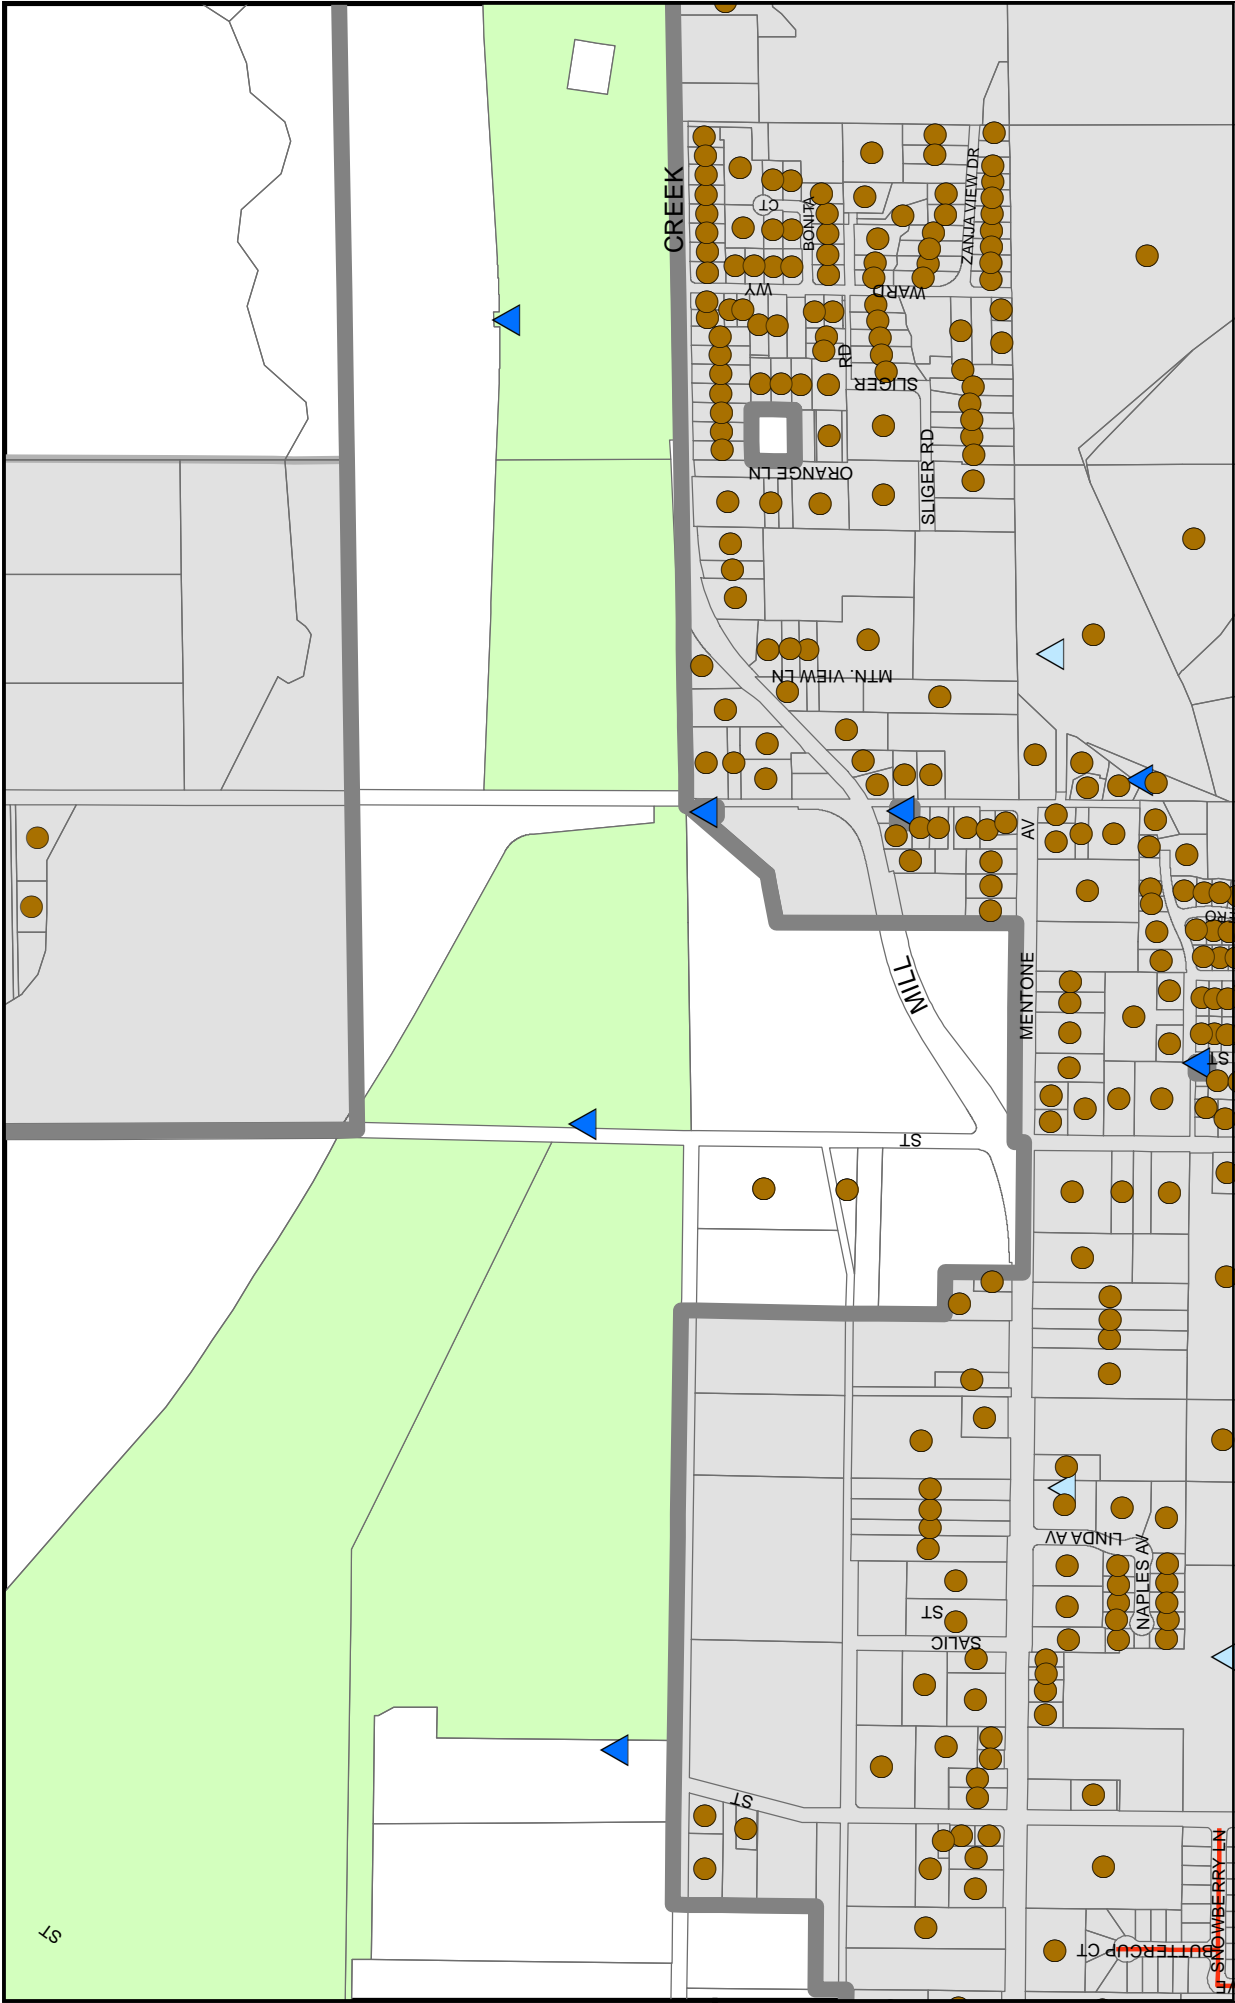 CREEK
CT
BONITA
ZANJA VIEW DR
WY
WARD
RD
SLIGER
ORANGE LN
SLIGER RD
MTN. VIEW LN
AV
MILL
MENTONE
ST
ST
LINDA AV
NAPLES AV
ST
SALIC
ST
SNOWBERRY LN
BUTTERCUP CT
ST